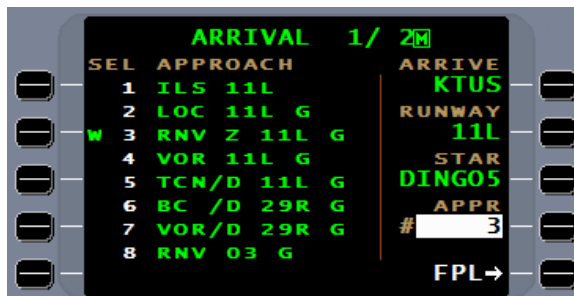 ARRIVAL 1/ 2M
SEL APPROACH ARRIVE
1 ILS 11L KTUS
2 LOC 11L G RUNWAY
W 3 RNV Z 11L G 11L
4 VOR 11L G STAR
5 TCN/D 11L G DINGO5
6 BC /D 29R G APPR
7 VOR/D 29R G # 3
8 RNV 03 G
FPL→